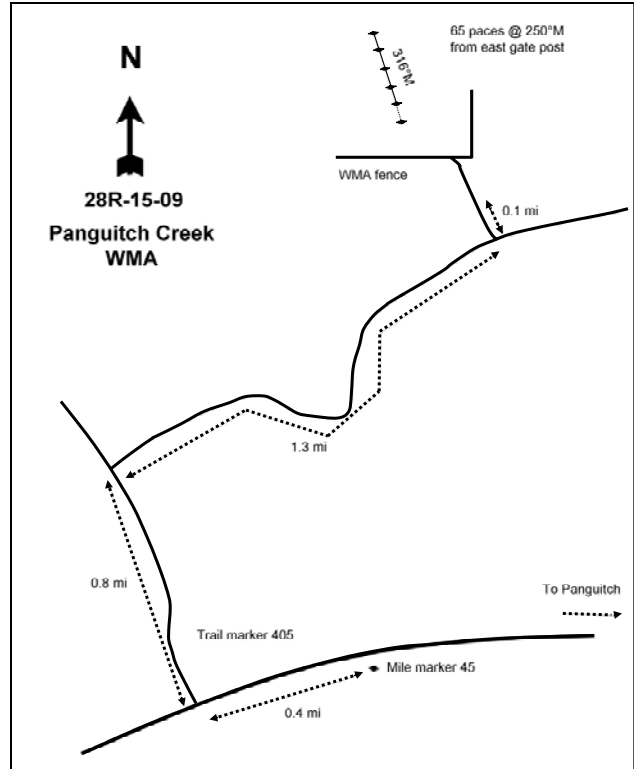 65 paces @ 250°M
from east gate post
N
316°M
28R-15-09
Panguitch Creek
WMA
WMA fence
0.1 mi
1.3 mi
0.8 mi
To Panguitch
Trail marker 405
Mile marker 45
0.4 mi